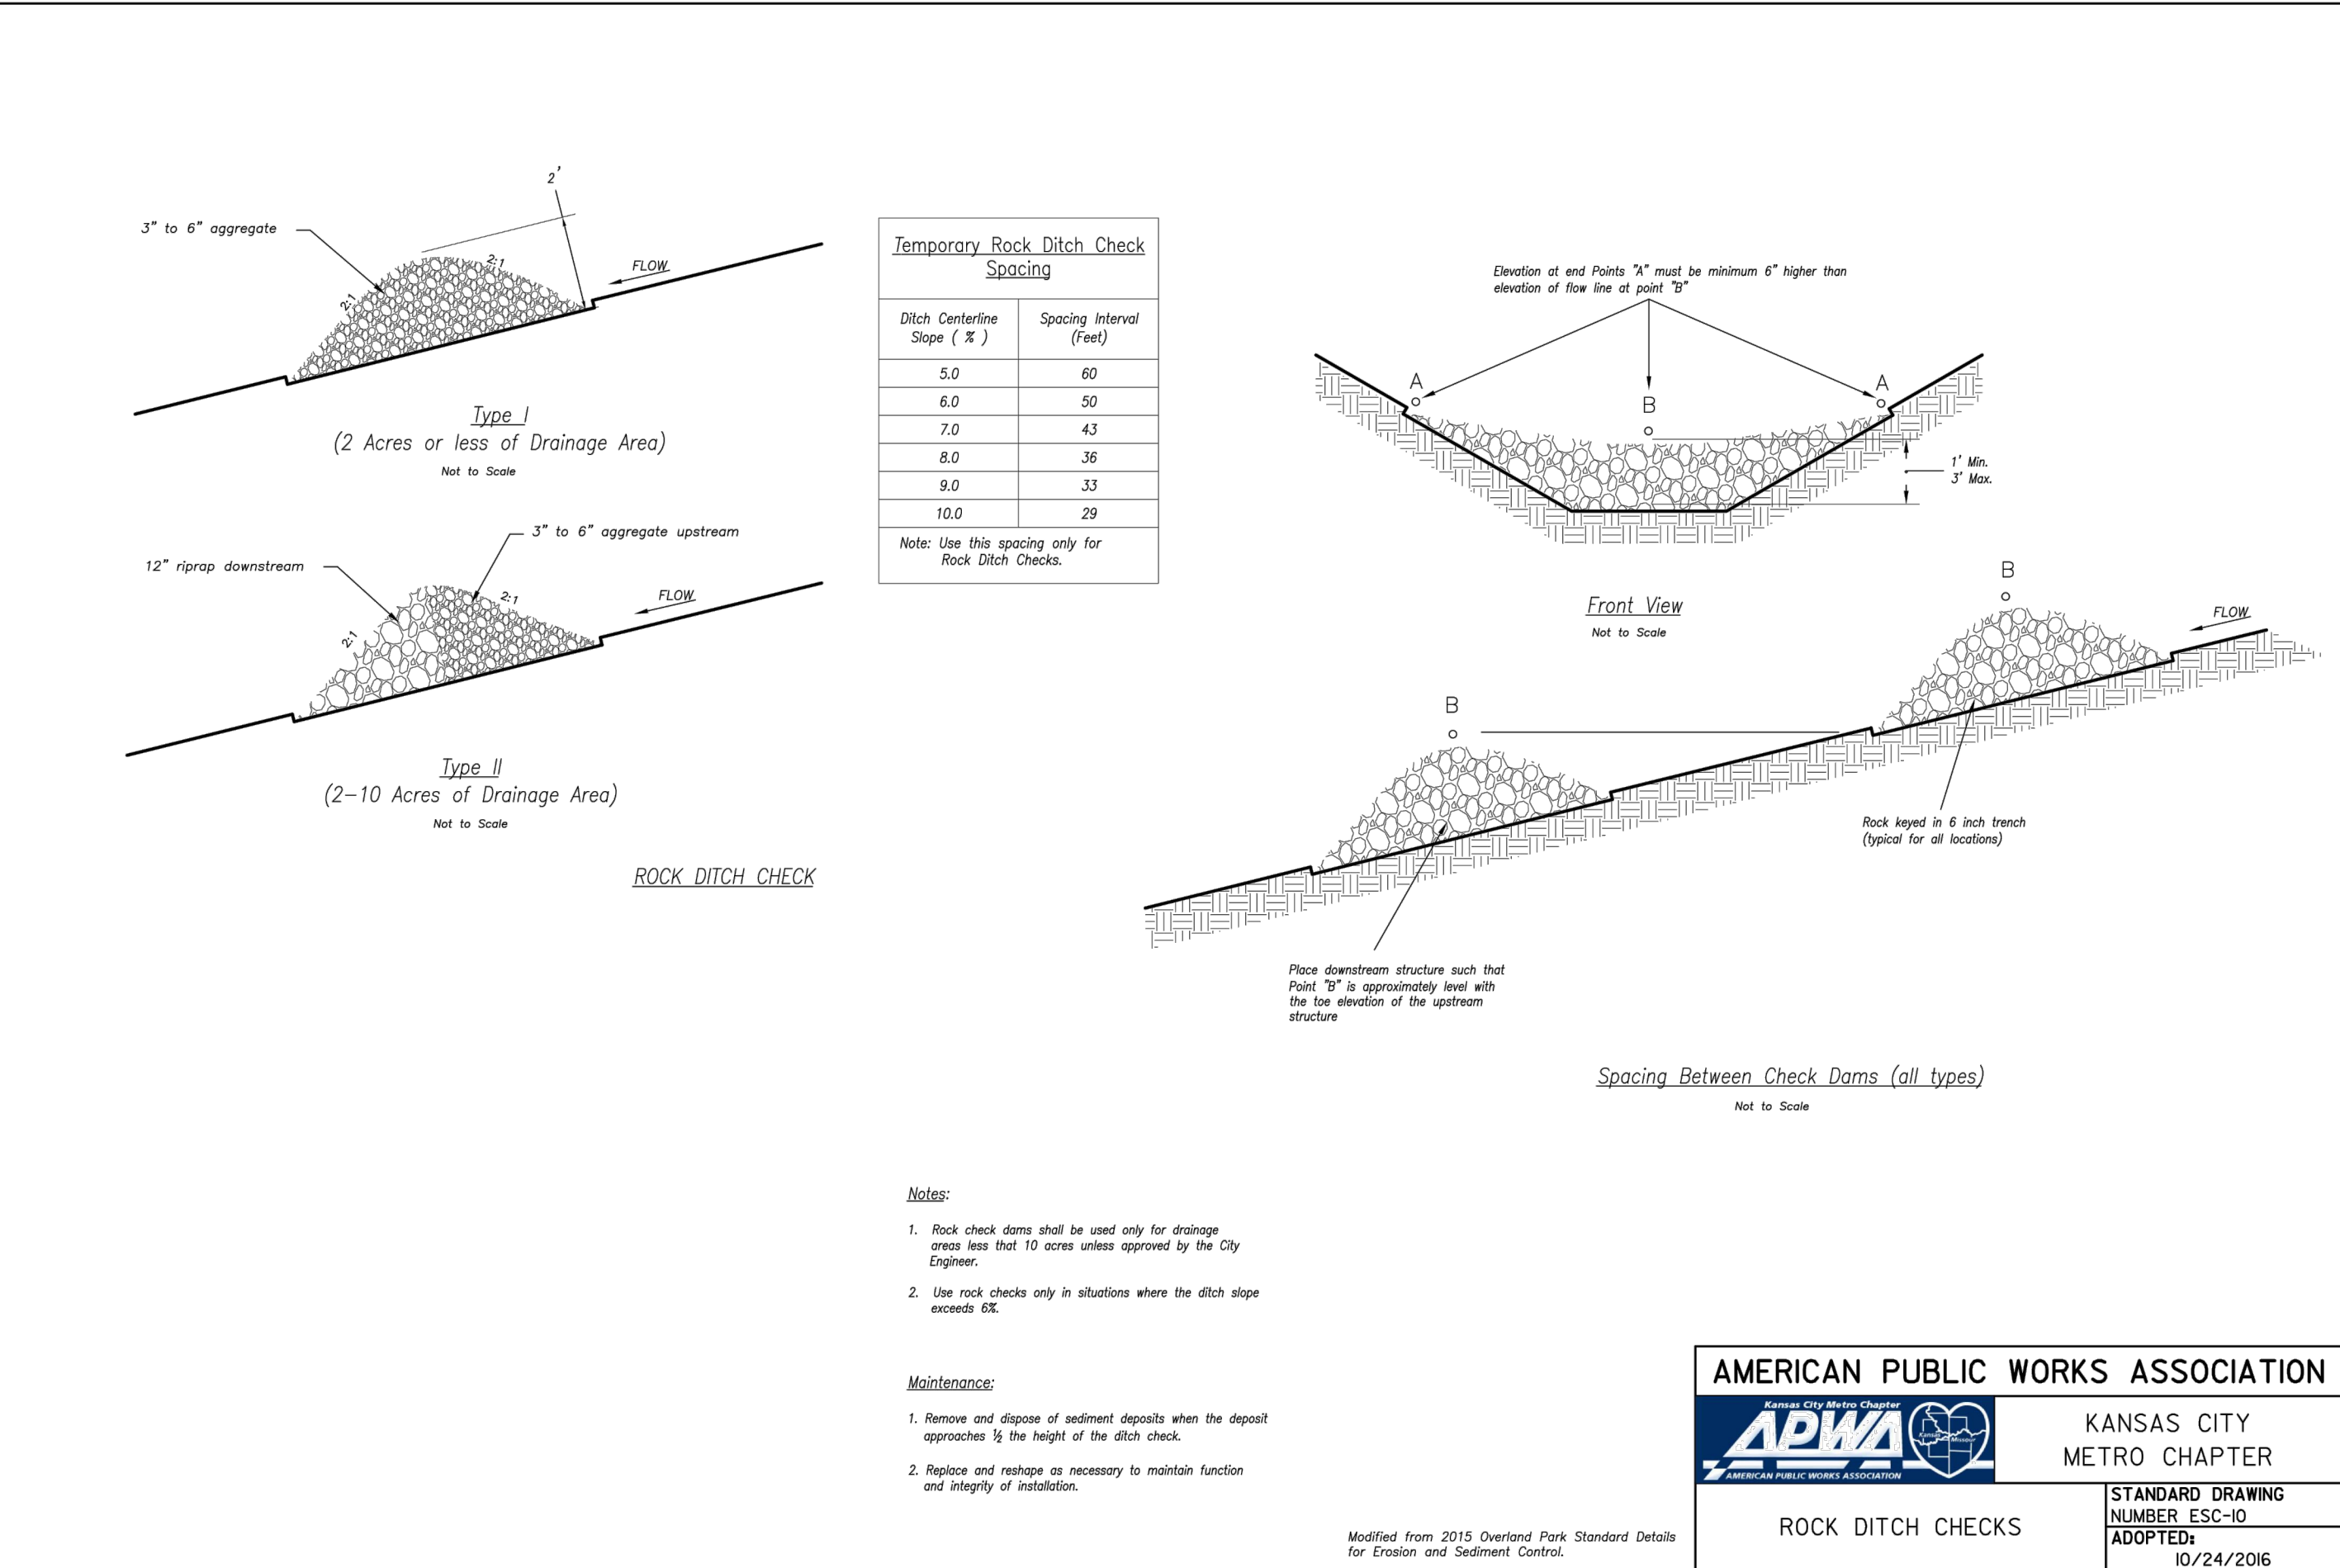 2'
3" to 6" aggregate
2:1
2:1
FLOW
Type I
(2 Acres or less of Drainage Area)
Not to Scale
3" to 6" aggregate upstream
12" riprap downstream
2:1
2:1
FLOW
Type II
(2-10 Acres of Drainage Area)
Not to Scale
ROCK DITCH CHECK
Temporary Rock Ditch Check
Spacing
Ditch Centerline
Slope ( % )
Spacing Interval
(Feet)
5.0 60
6.0 50
7.0 43
8.0 36
9.0 33
10.0 29
Note: Use this spacing only for
Rock Ditch Checks.
Elevation at end Points "A" must be minimum 6" higher than
elevation of flow line at point "B"
A
B
A
1' Min.
3' Max.
Front View
Not to Scale
B
FLOW
B
Rock keyed in 6 inch trench
(typical for all locations)
Place downstream structure such that
Point "B" is approximately level with
the toe elevation of the upstream
structure
Spacing Between Check Dams (all types)
Not to Scale
Notes:
1. Rock check dams shall be used only for drainage
areas less that 10 acres unless approved by the City
Engineer.
2. Use rock checks only in situations where the ditch slope
exceeds 6%.
Maintenance:
1. Remove and dispose of sediment deposits when the deposit
approaches ½ the height of the ditch check.
2. Replace and reshape as necessary to maintain function
and integrity of installation.
Modified from 2015 Overland Park Standard Details
for Erosion and Sediment Control.
AMERICAN PUBLIC WORKS ASSOCIATION
Kansas City Metro Chapter
APWA
Kansas
Missouri
AMERICAN PUBLIC WORKS ASSOCIATION
KANSAS CITY
METRO CHAPTER
ROCK DITCH CHECKS
STANDARD DRAWING
NUMBER ESC-10
ADOPTED:
10/24/2016